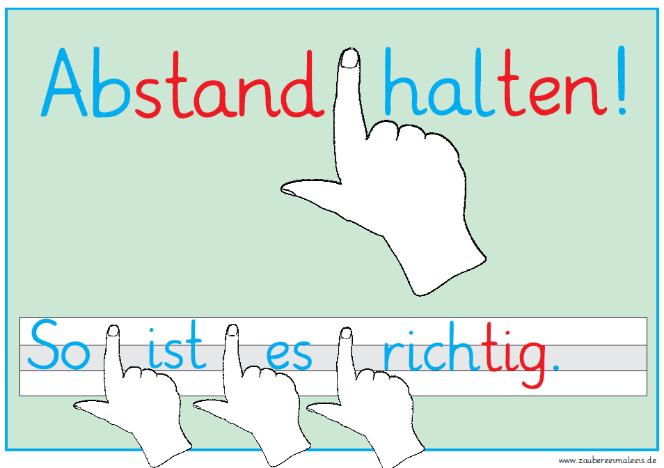 Abstand halten!
So ist es richtig.
www.zaubereinmaleins.de